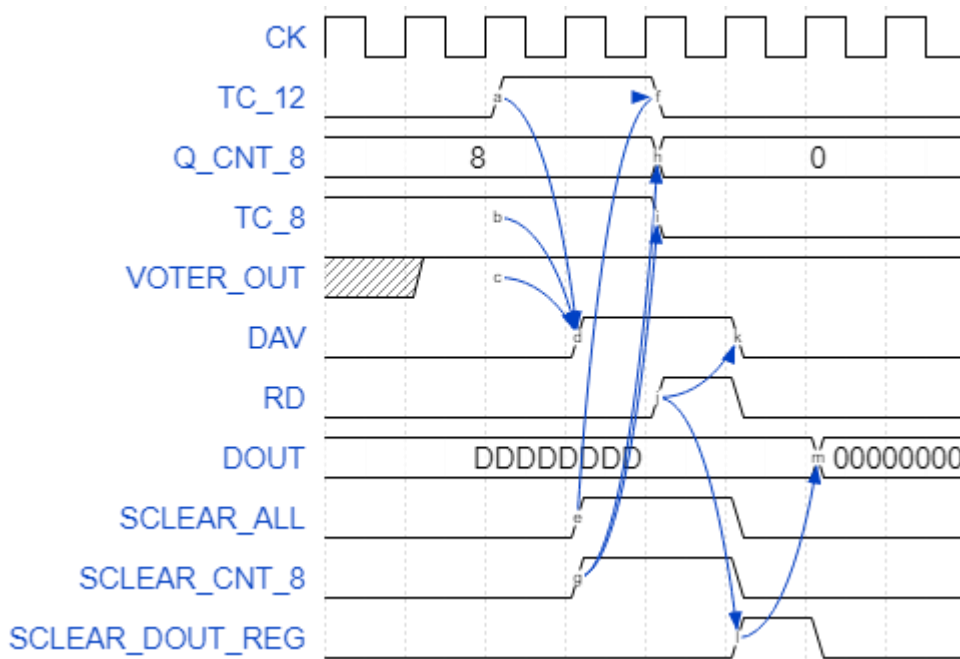 CK
TC_12 a f
Q_CNT_8 8 h 0
TC_8 b
VOTER_OUT c
DAV d k
RD
DOUT DDDDDDDD m 00000000
SCLEAR_ALL e
SCLEAR_CNT_8 g
SCLEAR_DOUT_REG